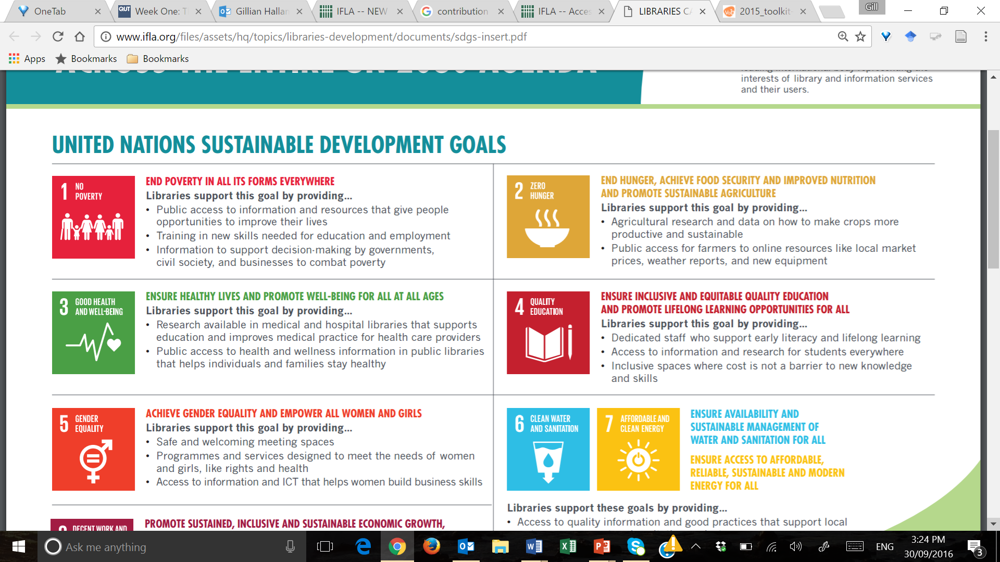 OneTab
Week One: T
Gillian Hallan
IFLA -- NEW
contribution
IFLA -- Acces
LIBRARIES CA
2015_toolkit-
Gill
www.ifla.org/files/assets/hq/topics/libraries-development/documents/sdgs-insert.pdf
Apps
Bookmarks
Bookmarks
ACROSS THE ENTIRE UN 2030 AGENDA
leading international body representing the
interests of library and information services
and their users.
UNITED NATIONS SUSTAINABLE DEVELOPMENT GOALS
1 NO
POVERTY
END POVERTY IN ALL ITS FORMS EVERYWHERE
Libraries support this goal by providing...
• Public access to information and resources that give people
opportunities to improve their lives
• Training in new skills needed for education and employment
• Information to support decision-making by governments,
civil society, and businesses to combat poverty
2 ZERO
HUNGER
END HUNGER, ACHIEVE FOOD SECURITY AND IMPROVED NUTRITION
AND PROMOTE SUSTAINABLE AGRICULTURE
Libraries support this goal by providing...
• Agricultural research and data on how to make crops more
productive and sustainable
• Public access for farmers to online resources like local market
prices, weather reports, and new equipment
3 GOOD HEALTH
AND WELL-BEING
ENSURE HEALTHY LIVES AND PROMOTE WELL-BEING FOR ALL AT ALL AGES
Libraries support this goal by providing...
• Research available in medical and hospital libraries that supports
education and improves medical practice for health care providers
• Public access to health and wellness information in public libraries
that helps individuals and families stay healthy
4 QUALITY
EDUCATION
ENSURE INCLUSIVE AND EQUITABLE QUALITY EDUCATION
AND PROMOTE LIFELONG LEARNING OPPORTUNITIES FOR ALL
Libraries support this goal by providing...
• Dedicated staff who support early literacy and lifelong learning
• Access to information and research for students everywhere
• Inclusive spaces where cost is not a barrier to new knowledge
and skills
5 GENDER
EQUALITY
ACHIEVE GENDER EQUALITY AND EMPOWER ALL WOMEN AND GIRLS
Libraries support this goal by providing...
• Safe and welcoming meeting spaces
• Programmes and services designed to meet the needs of women
and girls, like rights and health
• Access to information and ICT that helps women build business skills
6 CLEAN WATER
AND SANITATION
7 AFFORDABLE AND
CLEAN ENERGY
ENSURE AVAILABILITY AND
SUSTAINABLE MANAGEMENT OF
WATER AND SANITATION FOR ALL
ENSURE ACCESS TO AFFORDABLE,
RELIABLE, SUSTAINABLE AND MODERN
ENERGY FOR ALL
Libraries support these goals by providing...
• Access to quality information and good practices that support local
DECENT WORK AND
PROMOTE SUSTAINED, INCLUSIVE AND SUSTAINABLE ECONOMIC GROWTH,
Ask me anything
ENG
3:24 PM
30/09/2016
3